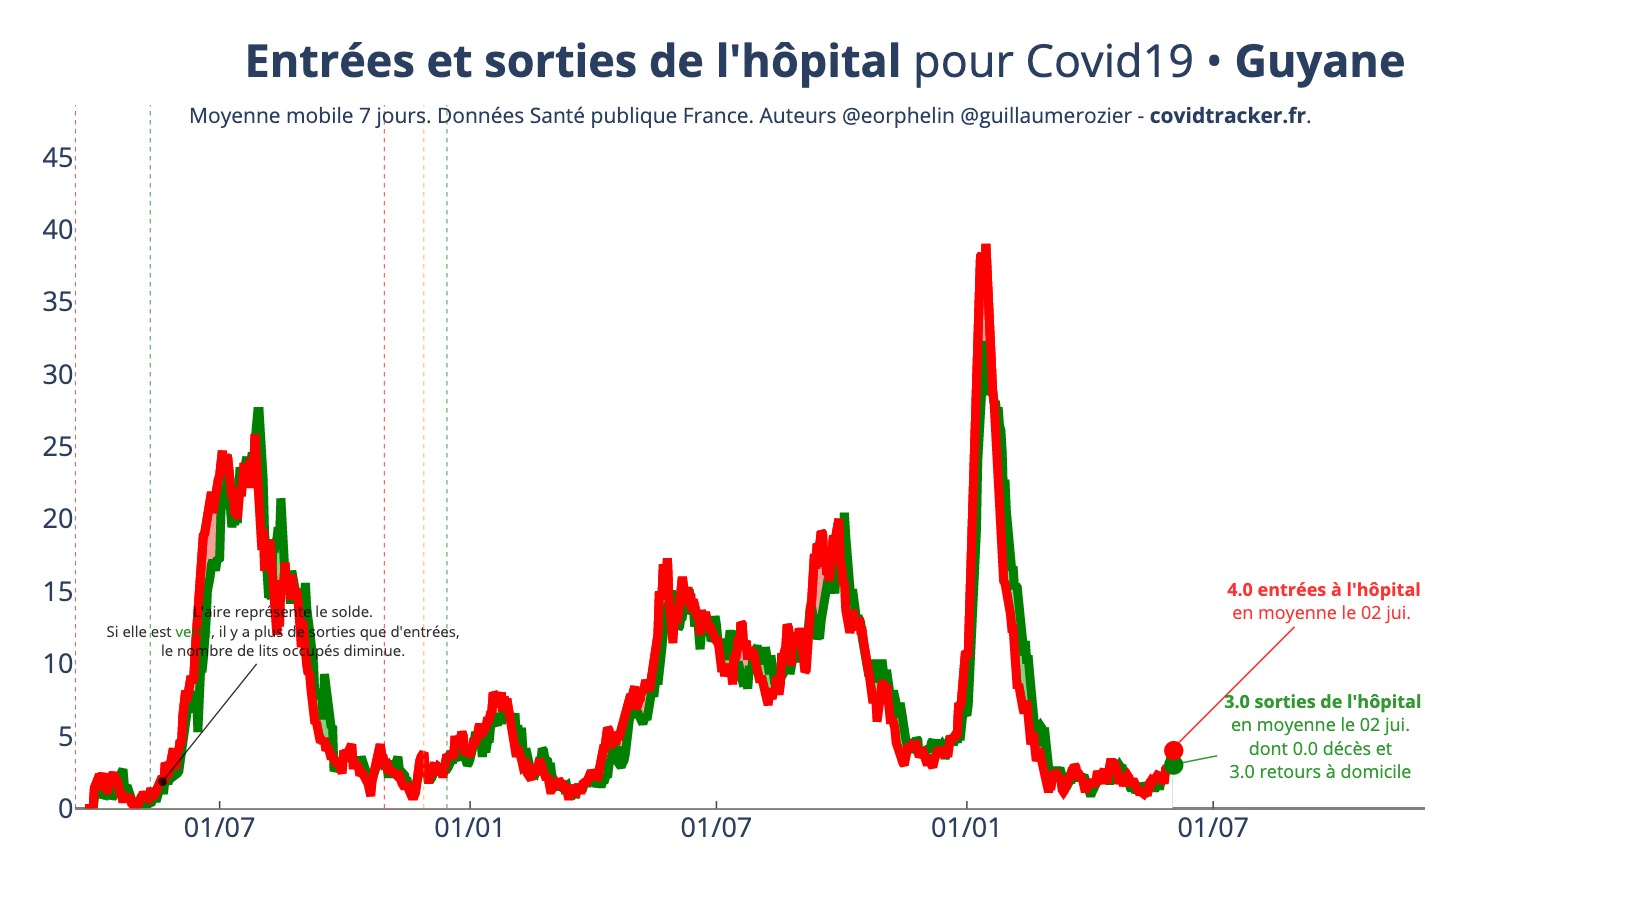 Entrées et sorties de l'hôpital pour Covid19 • Guyane
Moyenne mobile 7 jours. Données Santé publique France. Auteurs @eorphelin @guillaumerozier - covidtracker.fr.
45
40
35
30
25
20
15
10
5
0
L'aire représente le solde.
Si elle est verte, il y a plus de sorties que d'entrées,
le nombre de lits occupés diminue.
4.0 entrées à l'hôpital
en moyenne le 02 jui.
3.0 sorties de l'hôpital
en moyenne le 02 jui.
dont 0.0 décès et
3.0 retours à domicile
01/07
01/01
01/07
01/01
01/07